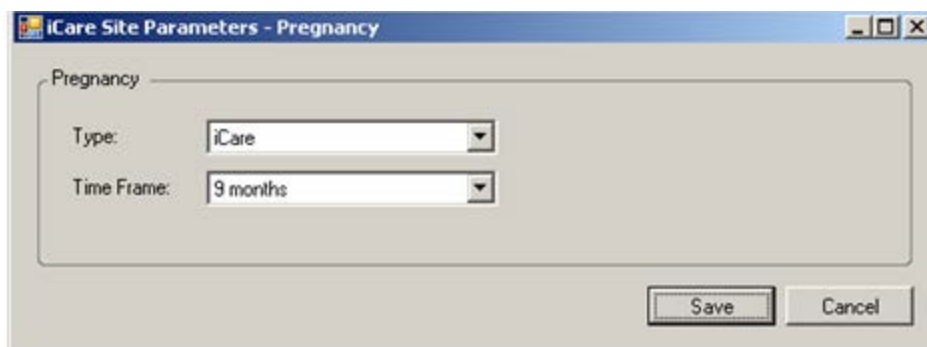 iCare Site Parameters - Pregnancy
Pregnancy
Type: iCare
Time Frame: 9 months
Save Cancel